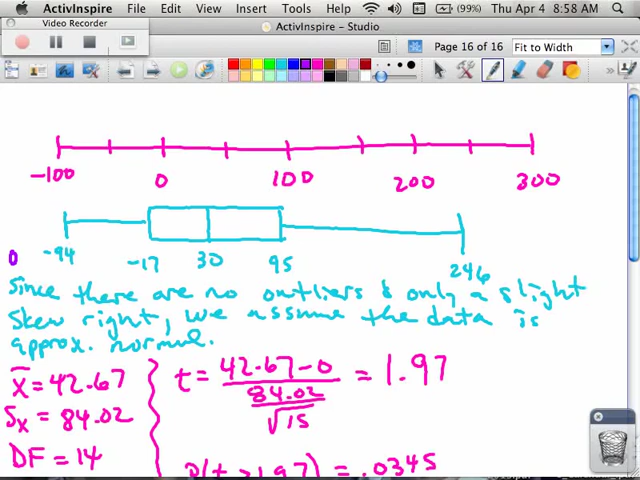 ActivInspire File Edit View Insert Tools Help (99%) Thu Apr 4 8:58 AM
Video Recorder
ActivInspire - Studio
Page 16 of 16 Fit to Width
-100 0 100 200 300
-94 -17 30 95 246
0
Since there are no outliers & only a slight
skew right, we assume the data is
approx. normal.
x̄ = 42.67
Sx = 84.02
DF = 14
t = 42.67-0 / 84.02/√15 = 1.97
P(t > 1.97) = .0345